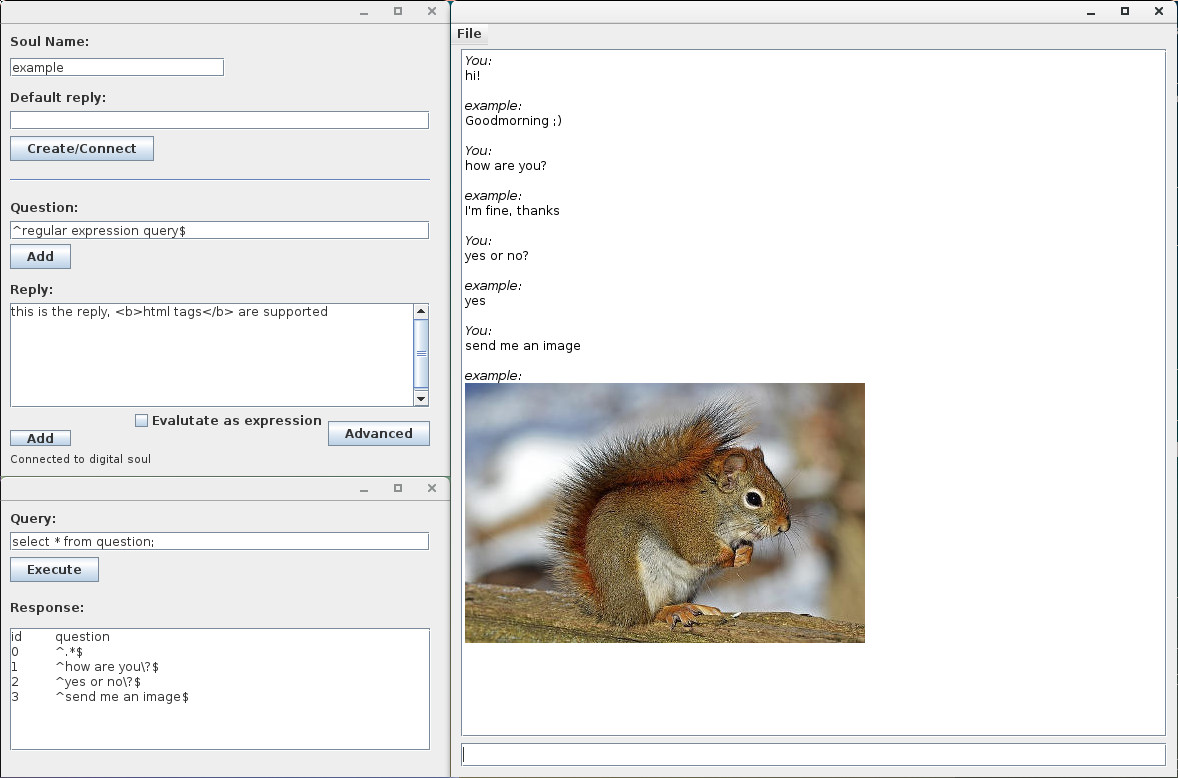 Soul Name:
example
Default reply:
Create/Connect
Question:
^regular expression query$
Add
Reply:
this is the reply, <b>html tags</b> are supported
Evalutate as expression
Add
Advanced
Connected to digital soul
Query:
select * from question;
Execute
Response:
id question
0 ^.*$
1 ^how are you\?$
2 ^yes or no\?$
3 ^send me an image$
File
You:
hi!
example:
Goodmorning ;)
You:
how are you?
example:
I'm fine, thanks
You:
yes or no?
example:
yes
You:
send me an image
example: